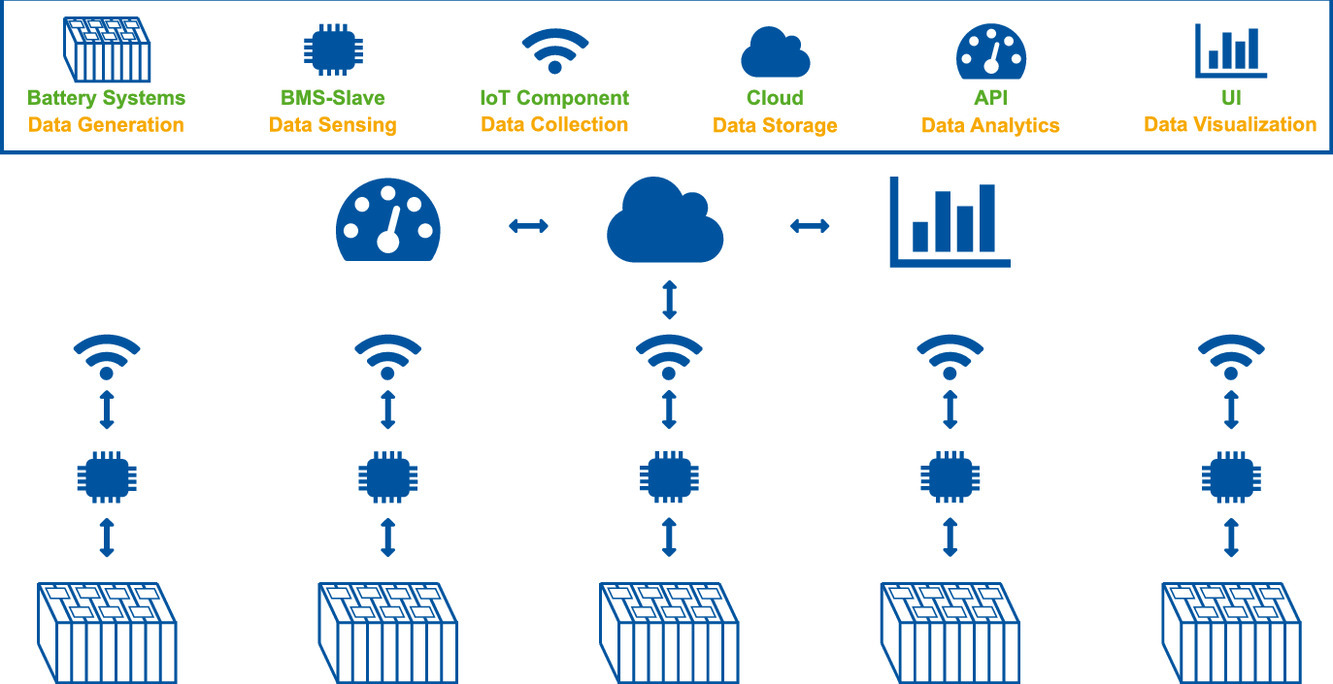 Battery Systems
Data Generation
BMS-Slave
Data Sensing
IoT Component
Data Collection
Cloud
Data Storage
API
Data Analytics
UI
Data Visualization